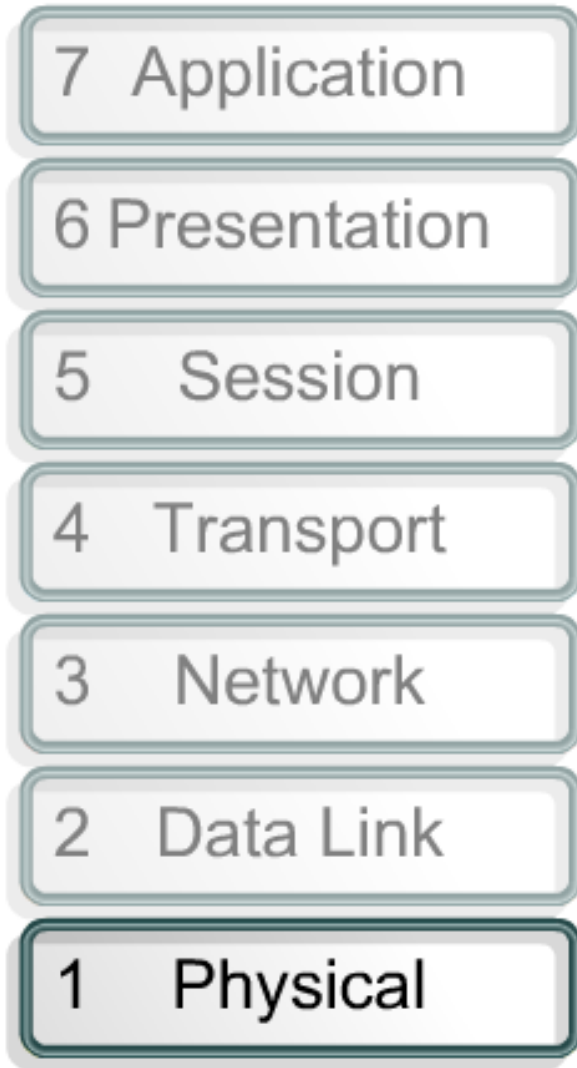 7 Application
6 Presentation
5 Session
4 Transport
3 Network
2 Data Link
1 Physical